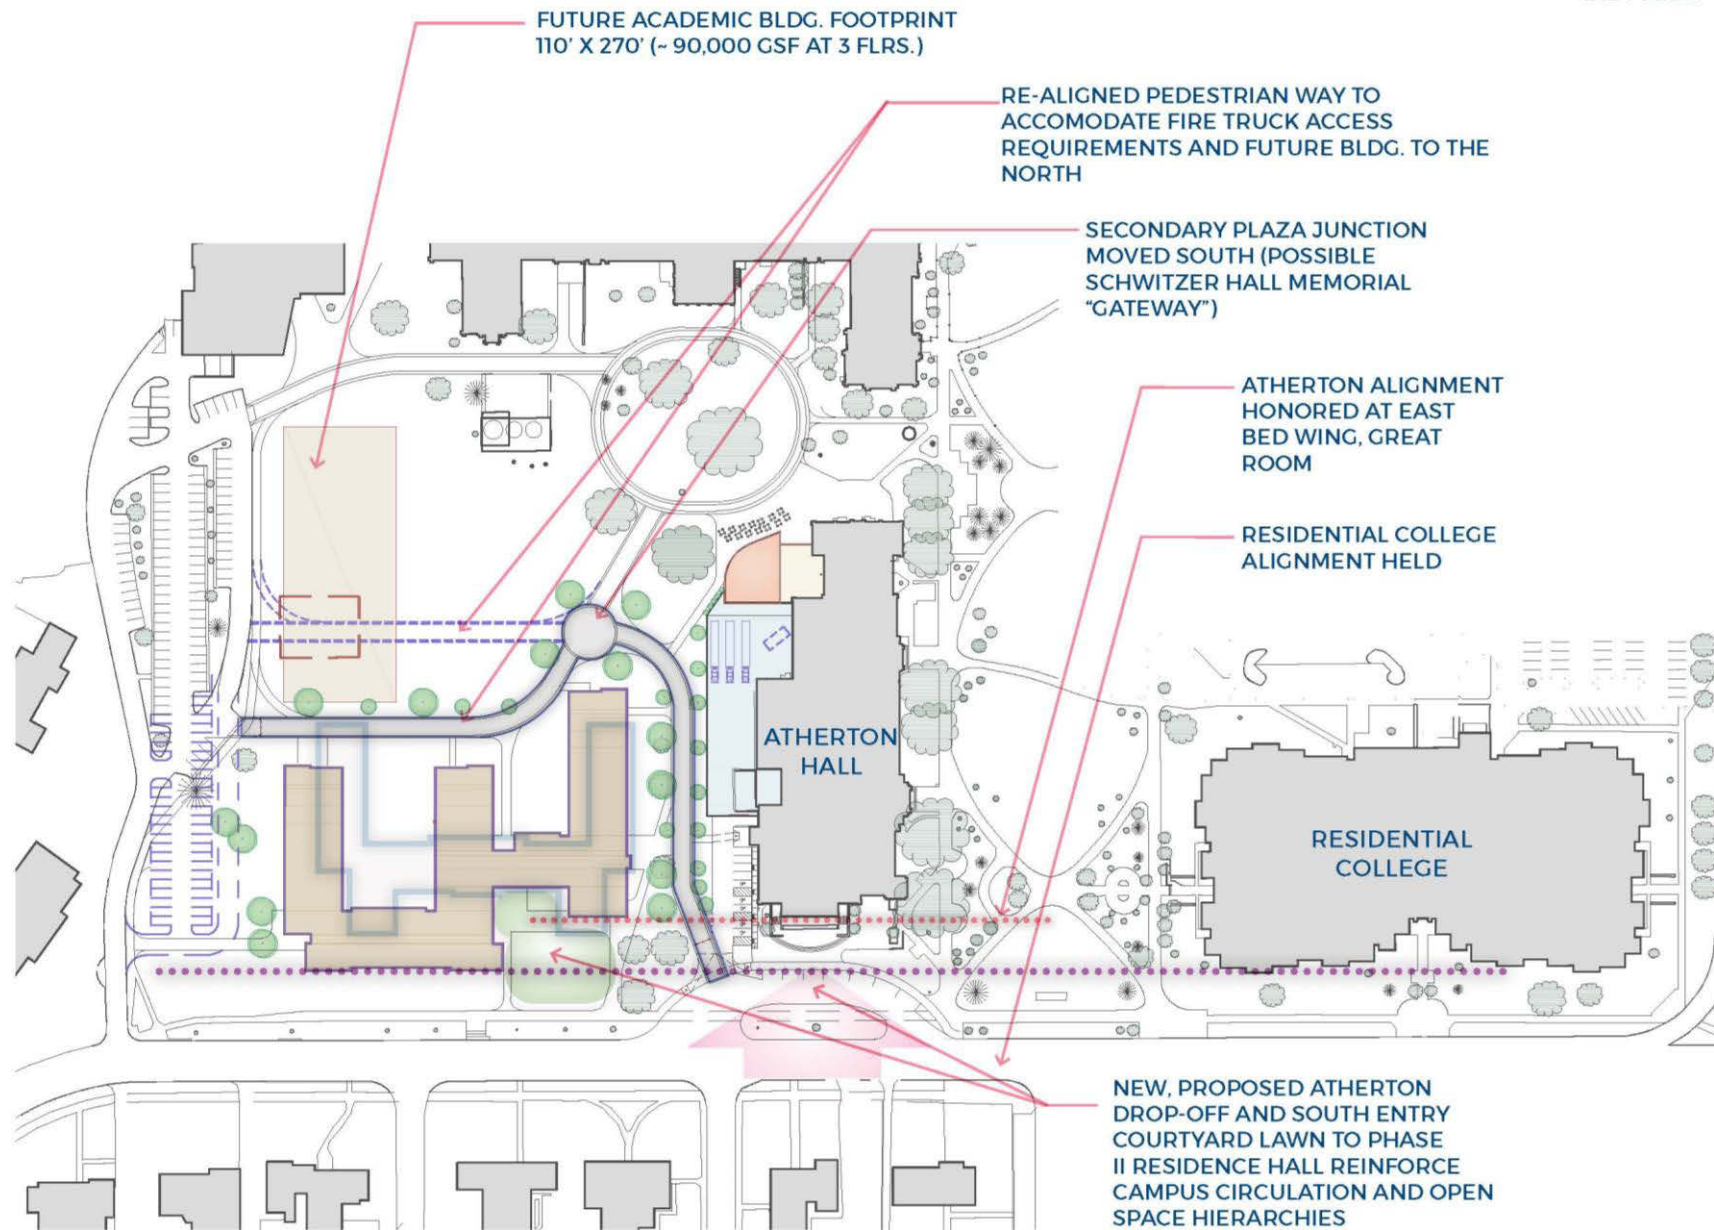 FUTURE ACADEMIC BLDG. FOOTPRINT
110' X 270' (~ 90,000 GSF AT 3 FLRS.)
RE-ALIGNED PEDESTRIAN WAY TO
ACCOMODATE FIRE TRUCK ACCESS
REQUIREMENTS AND FUTURE BLDG. TO THE
NORTH
SECONDARY PLAZA JUNCTION
MOVED SOUTH (POSSIBLE
SCHWITZER HALL MEMORIAL
“GATEWAY”)
ATHERTON ALIGNMENT
HONORED AT EAST
BED WING, GREAT
ROOM
RESIDENTIAL COLLEGE
ALIGNMENT HELD
ATHERTON
HALL
RESIDENTIAL
COLLEGE
NEW, PROPOSED ATHERTON
DROP-OFF AND SOUTH ENTRY
COURTYARD LAWN TO PHASE
II RESIDENCE HALL REINFORCE
CAMPUS CIRCULATION AND OPEN
SPACE HIERARCHIES